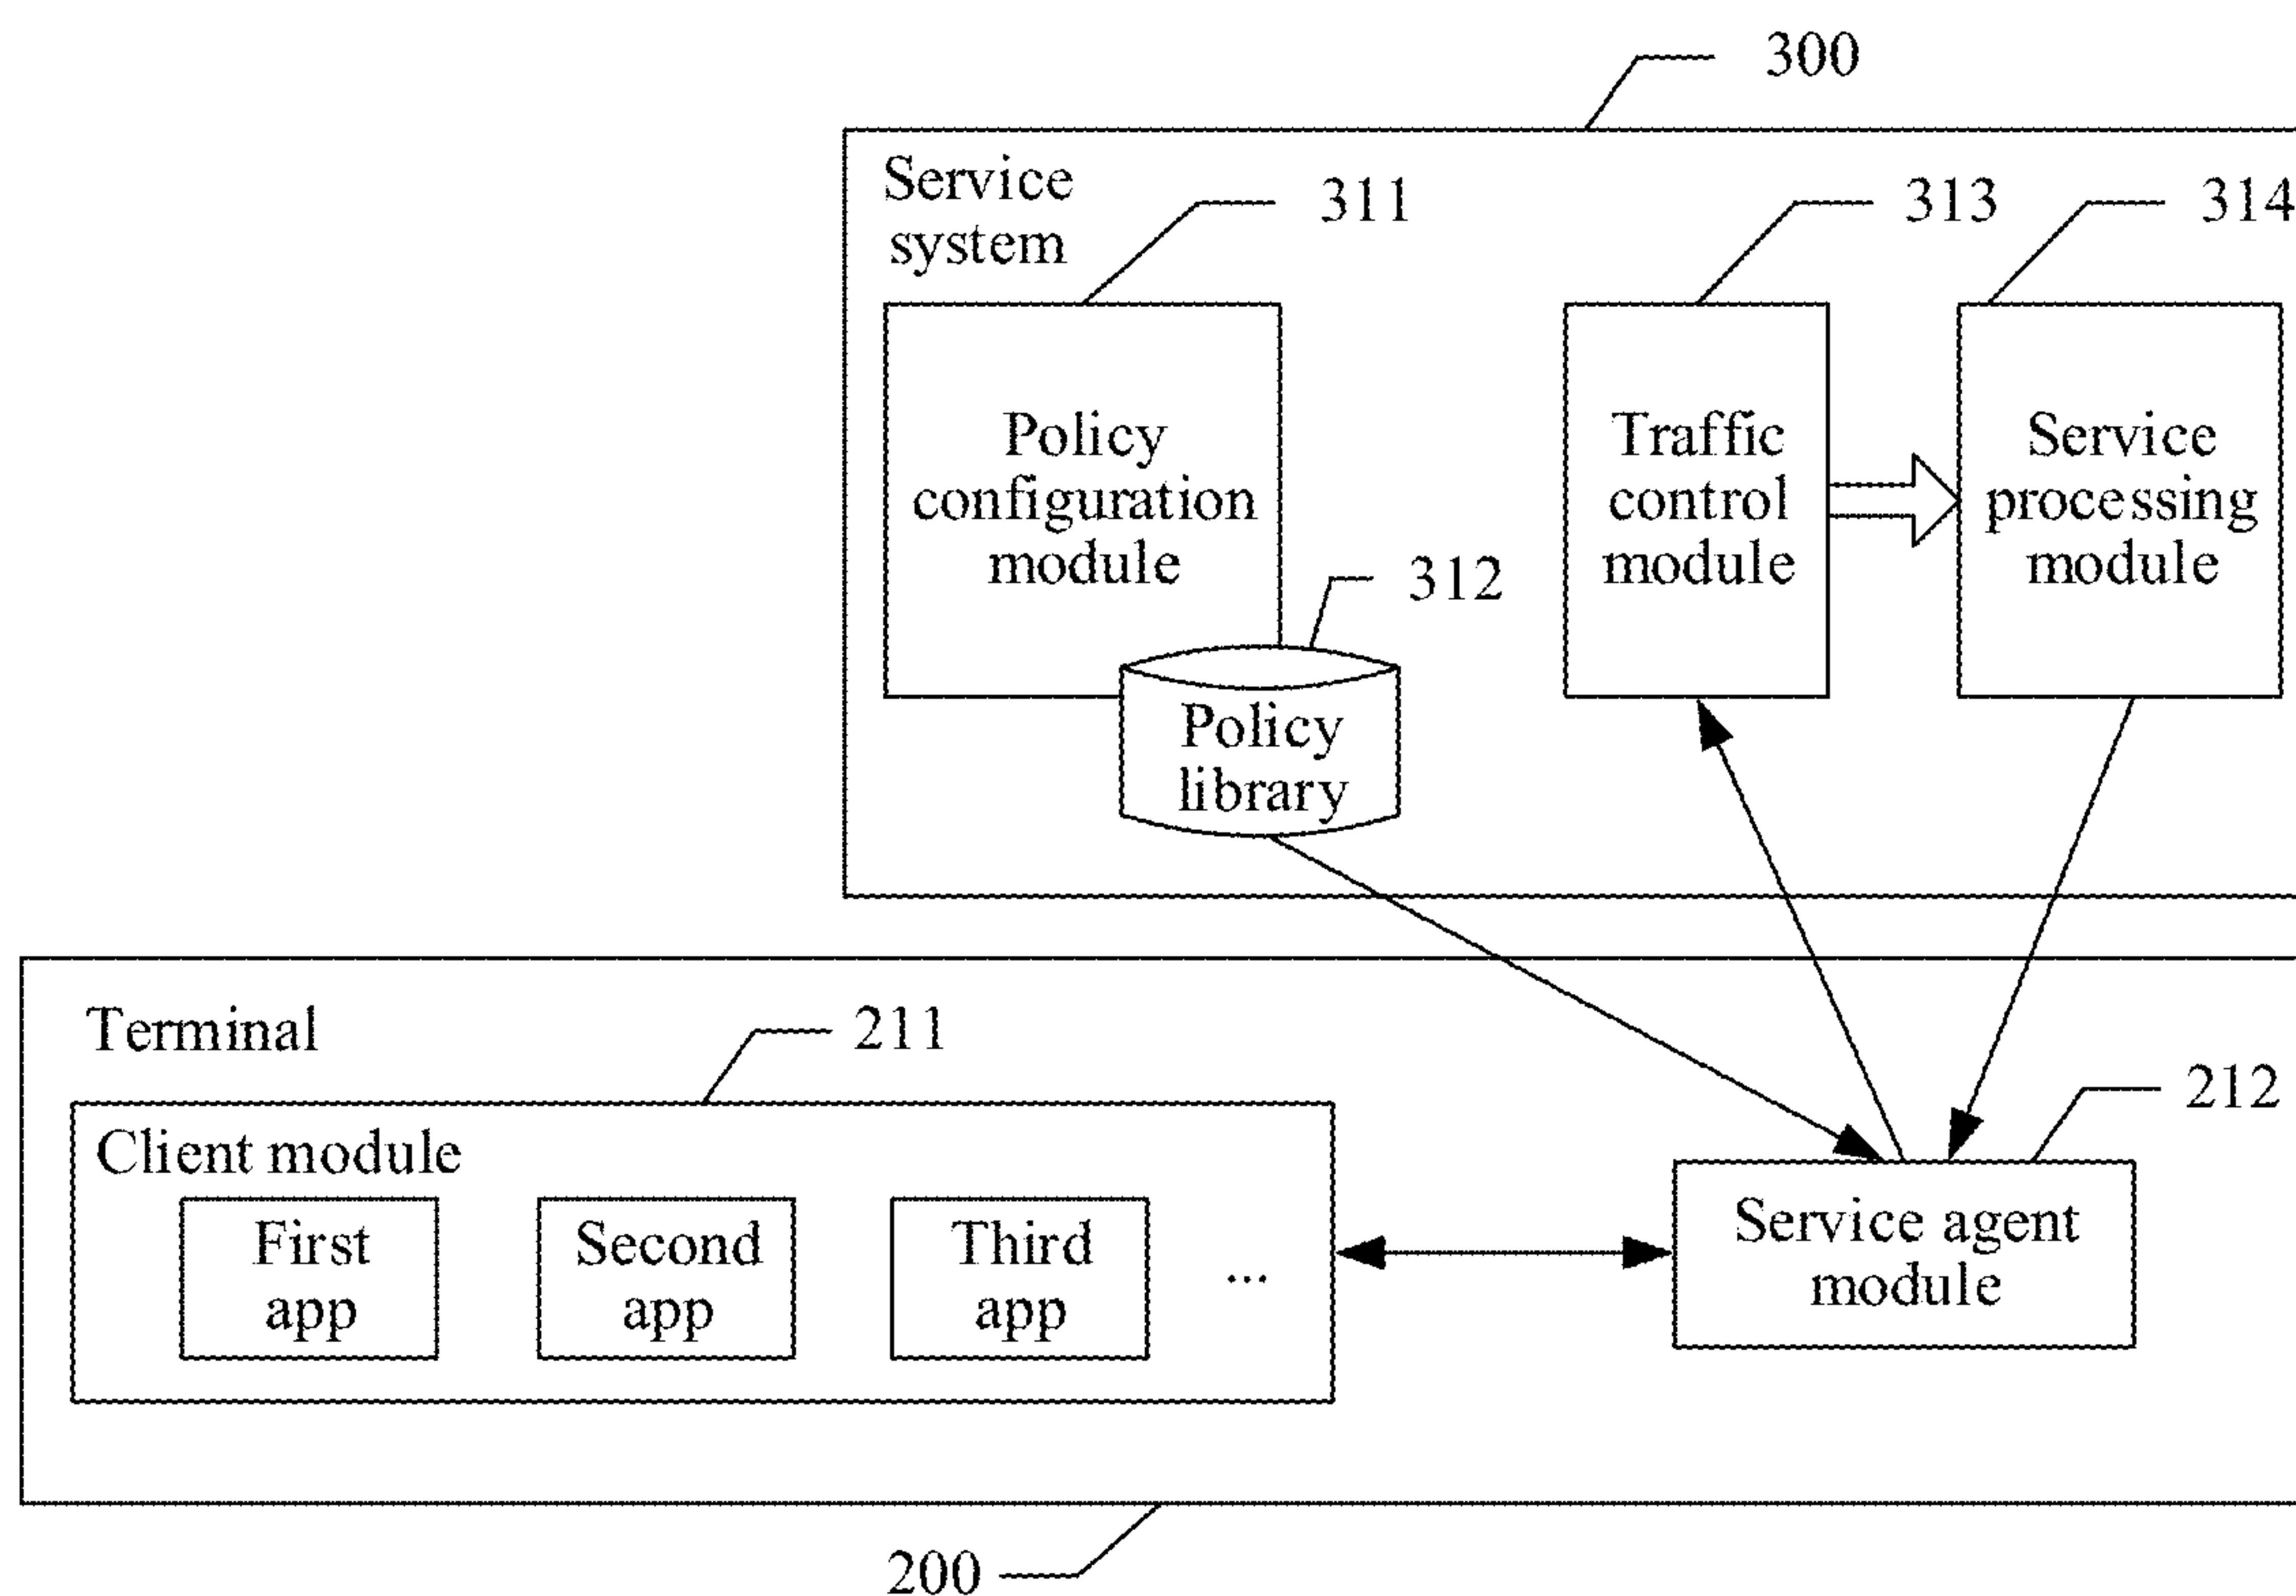 300
Service
system
311
313
314
Policy
configuration
module
Traffic
control
module
Service
processing
module
312
Policy
library
Terminal
211
212
Client module
First
app
Second
app
Third
app
...
Service agent
module
200